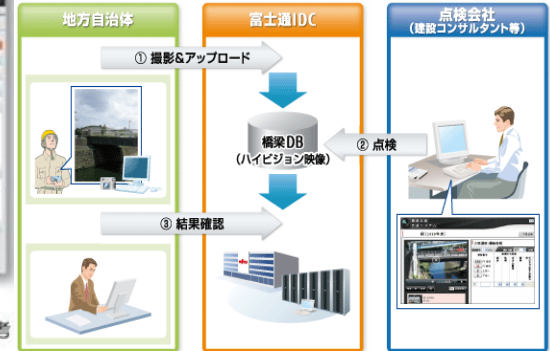 地方自治体
富士通IDC
点検会社
(建設コンサルタント等)
① 撮影&アップロード
橋梁DB
(ハイビジョン映像)
② 点検
③ 結果確認